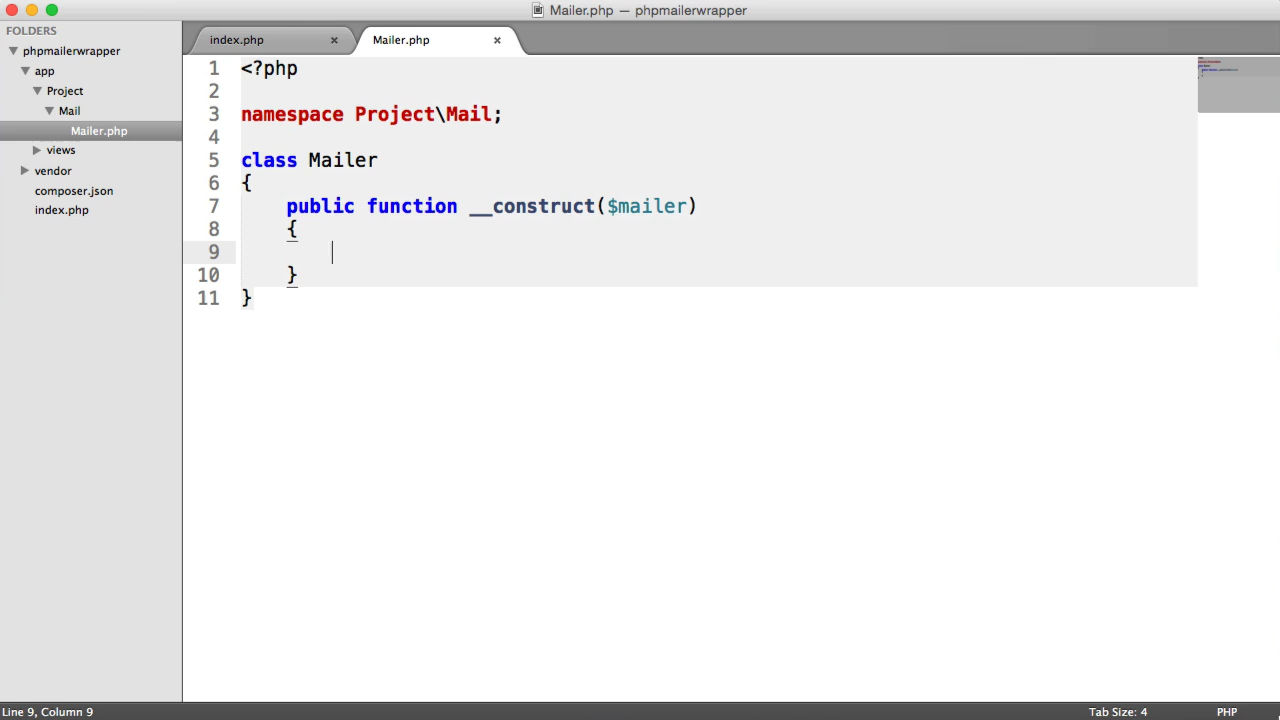 Mailer.php — phpmailerwrapper
FOLDERS
phpmailerwrapper
app
Project
Mail
Mailer.php
views
vendor
composer.json
index.php
index.php ×
Mailer.php ×
1 <?php
2
3 namespace Project\Mail;
4
5 class Mailer
6 {
7 public function __construct($mailer)
8 {
9
10 }
11 }
Line 9, Column 9
Tab Size: 4
PHP